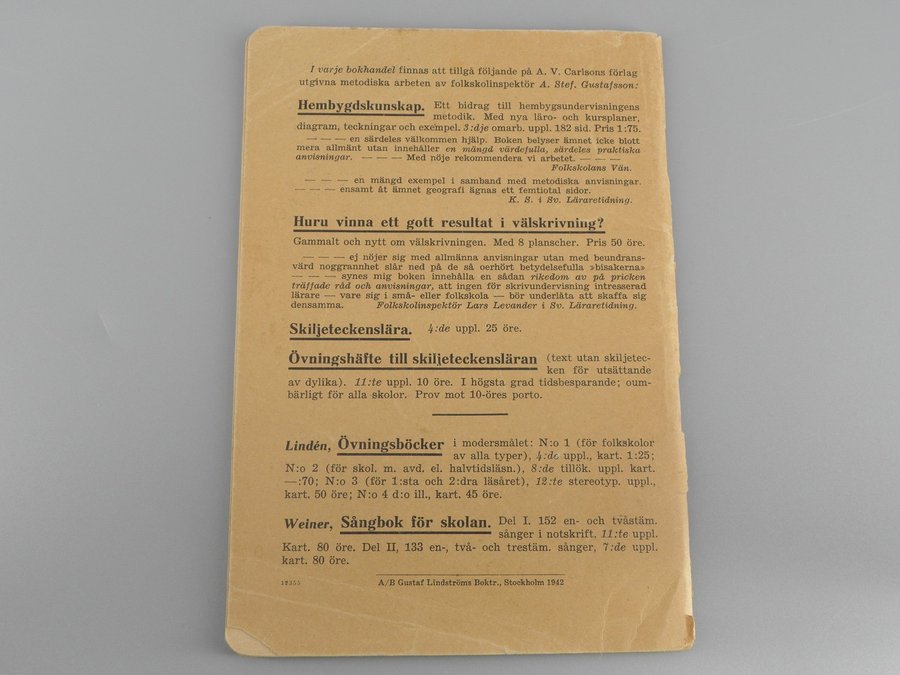 I varje bokhandel finnas att tillgå följande på A. V. Carlsons förlag
utgivna metodiska arbeten av folkskolinspektör A. Stef. Gustafsson:
Hembygdskunskap. Ett bidrag till hembygsundervisningens
metodik. Med nya läro- och kursplaner,
diagram, teckningar och exempel. 3:dje omarb. uppl. 182 sid. Pris 1:75.
— — — en särdeles välkommen hjälp. Boken belyser ämnet icke blott
mera allmänt utan innehåller en mängd värdefulla, särdeles praktiska
anvisningar. — — — Med nöje rekommendera vi arbetet. — — —
Folkskolans Vän.
— — — en mängd exempel i samband med metodiska anvisningar.
— — — ensamt åt ämnet geografi ägnas ett femtiotal sidor.
K. S. i Sv. Läraretidning.
Huru vinna ett gott resultat i välskrivning?
Gammalt och nytt om välskrivningen. Med 8 planscher. Pris 50 öre.
— — — ej nöjer sig med allmänna anvisningar utan med beundrans-
värd noggrannhet slår ned på de så oerhört betydelsefulla »bisakerna»
— — — synes mig boken innehålla en sådan rikedom av på pricken
träffade råd och anvisningar, att ingen för skrivundervisning intresserad
lärare — vare sig i små- eller folkskola — bör underlåta att skaffa sig
densamma. Folkskolinspektör Lars Levander i Sv. Läraretidning.
Skiljeteckenslära. 4:de uppl. 25 öre.
Övningshäfte till skiljeteckensläran (text utan skiljetec-
ken för utsättande
av dylika). 11:te uppl. 10 öre. I högsta grad tidsbesparande; oum-
bärligt för alla skolor. Prov mot 10-öres porto.
Lindén, Övningsböcker i modersmålet: N:o 1 (för folkskolor
av alla typer), 4:de uppl., kart. 1:25;
N:o 2 (för skol. m. avd. el. halvtidsläsn.), 8:de tillök. uppl. kart.
—:70; N:o 3 (för 1:sta och 2:dra läsåret), 12:te stereotyp. uppl.,
kart. 50 öre; N:o 4 d:o ill., kart. 45 öre.
Weiner, Sångbok för skolan. Del I. 152 en- och tvåstäm.
sånger i notskrift. 11:te uppl.
Kart. 80 öre. Del II, 133 en-, två- och trestäm. sånger, 7:de uppl.
kart. 80 öre.
12355 A/B Gustaf Lindströms Boktr., Stockholm 1942